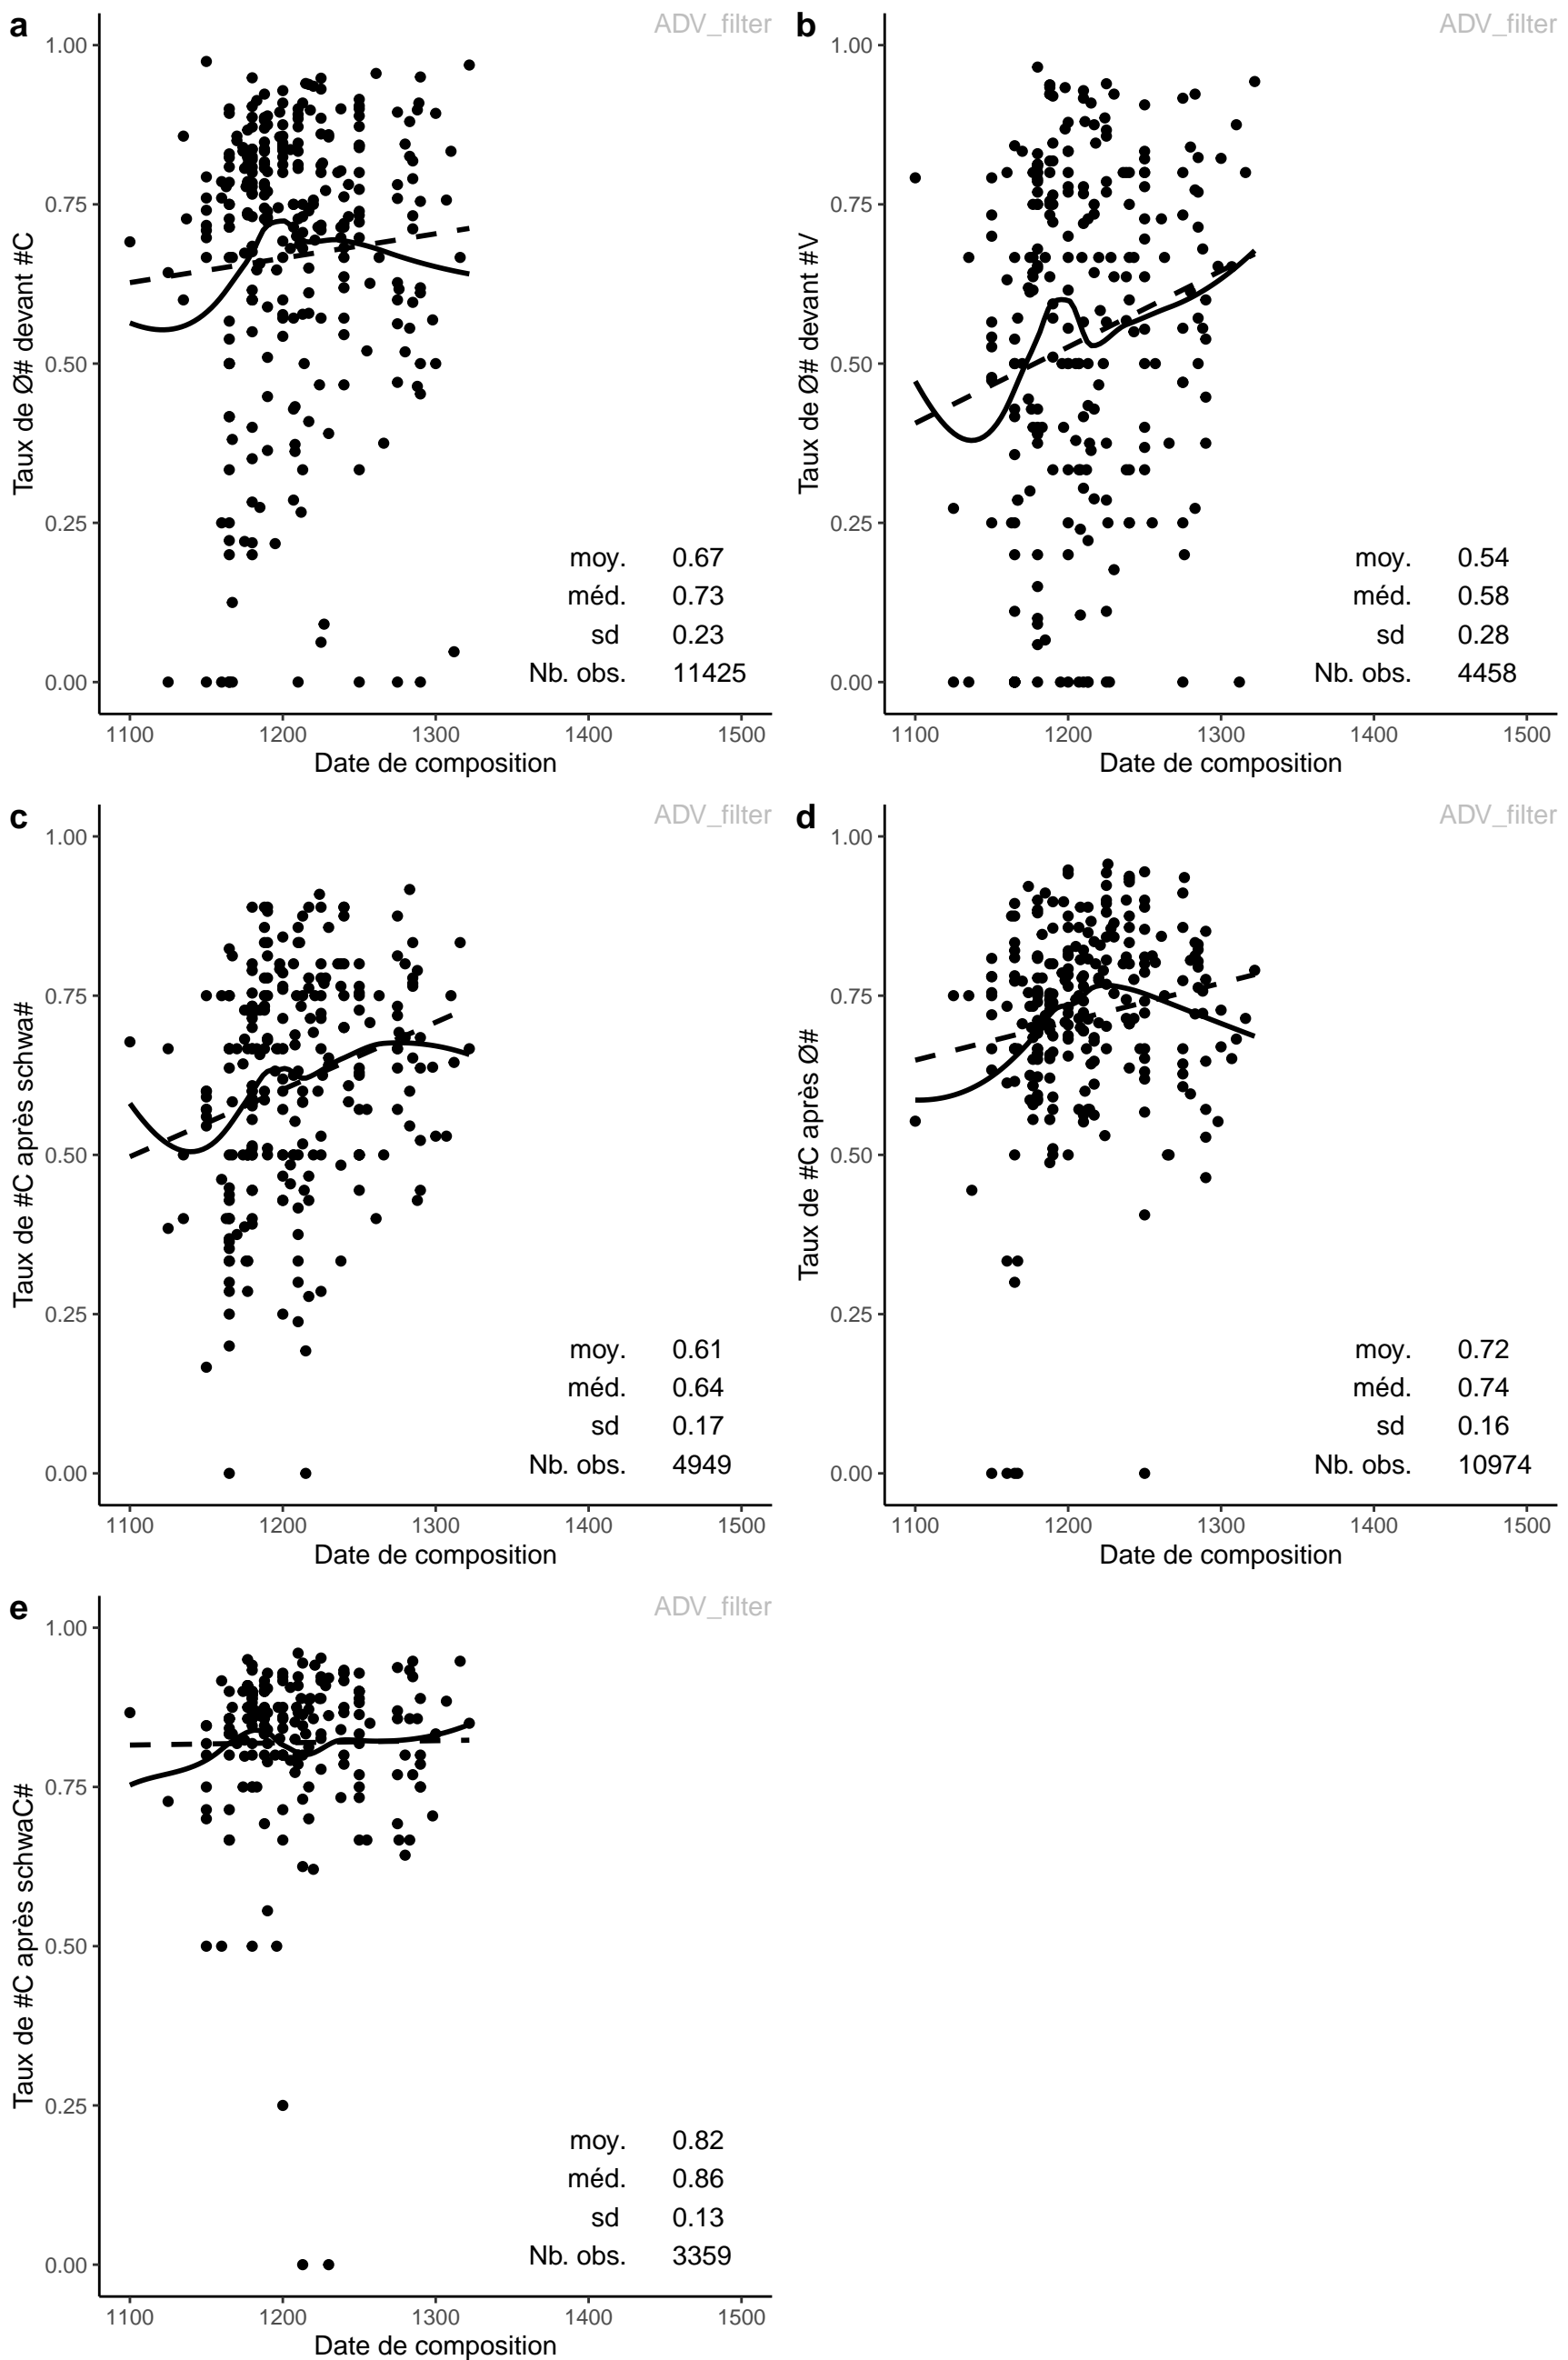 a
ADV_filter
Taux de Ø# devant #C
1.00
0.75
0.50
0.25
0.00
moy. 0.67
méd. 0.73
sd 0.23
Nb. obs. 11425
1100 1200 1300 1400 1500
Date de composition
b
ADV_filter
Taux de Ø# devant #V
1.00
0.75
0.50
0.25
0.00
moy. 0.54
méd. 0.58
sd 0.28
Nb. obs. 4458
1100 1200 1300 1400 1500
Date de composition
c
ADV_filter
Taux de #C après schwa#
1.00
0.75
0.50
0.25
0.00
moy. 0.61
méd. 0.64
sd 0.17
Nb. obs. 4949
1100 1200 1300 1400 1500
Date de composition
d
ADV_filter
Taux de #C après Ø#
1.00
0.75
0.50
0.25
0.00
moy. 0.72
méd. 0.74
sd 0.16
Nb. obs. 10974
1100 1200 1300 1400 1500
Date de composition
e
ADV_filter
Taux de #C après schwaC#
1.00
0.75
0.50
0.25
0.00
moy. 0.82
méd. 0.86
sd 0.13
Nb. obs. 3359
1100 1200 1300 1400 1500
Date de composition